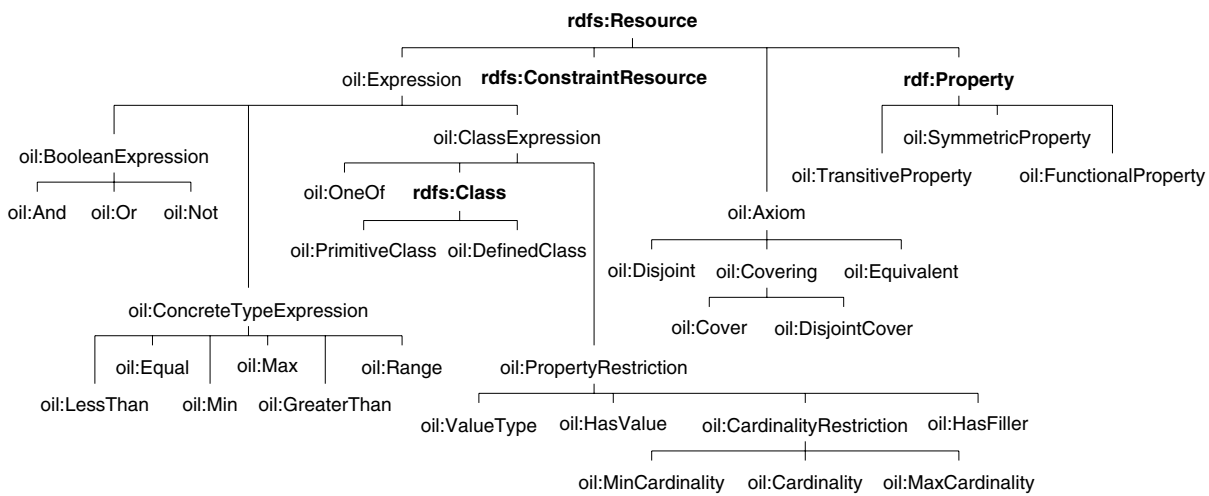 rdfs:Resource
oil:Expression rdfs:ConstraintResource rdf:Property
oil:ClassExpression oil:SymmetricProperty
oil:BooleanExpression
oil:TransitiveProperty oil:FunctionalProperty
oil:OneOf rdfs:Class
oil:And oil:Or oil:Not oil:Axiom
oil:PrimitiveClass oil:DefinedClass
oil:Disjoint oil:Covering oil:Equivalent
oil:ConcreteTypeExpression
oil:Cover oil:DisjointCover
oil:Equal oil:Max oil:Range oil:PropertyRestriction
oil:LessThan oil:Min oil:GreaterThan
oil:ValueType oil:HasValue oil:CardinalityRestriction oil:HasFiller
oil:MinCardinality oil:Cardinality oil:MaxCardinality